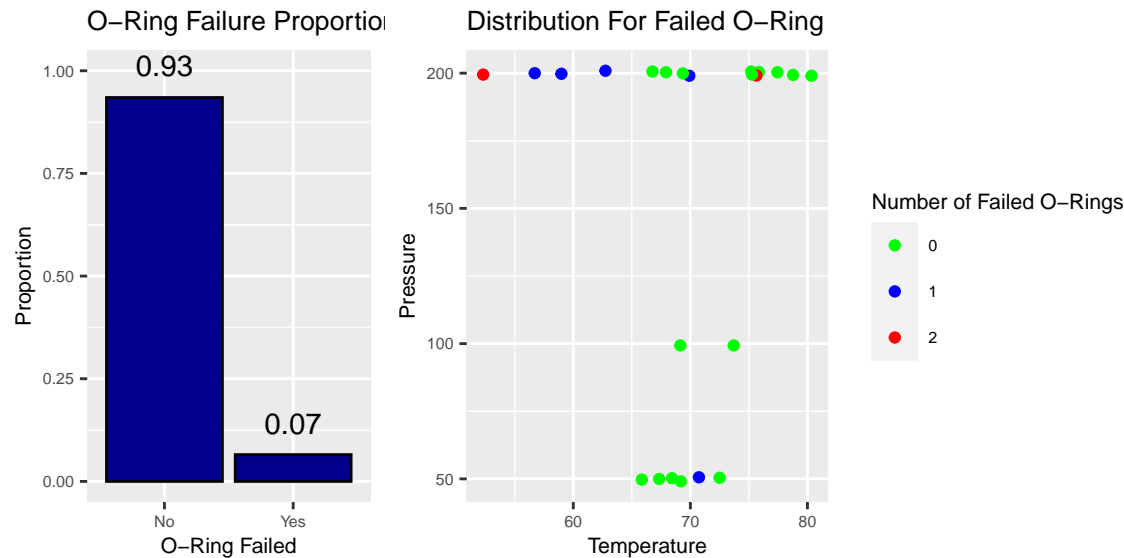 O−Ring Failure Proportion
0.93
0.07
1.00
0.75
0.50
0.25
0.00
Proportion
No
Yes
O−Ring Failed
Distribution For Failed O−Ring
200
150
100
50
Pressure
60
70
80
Temperature
Number of Failed O−Rings
0
1
2